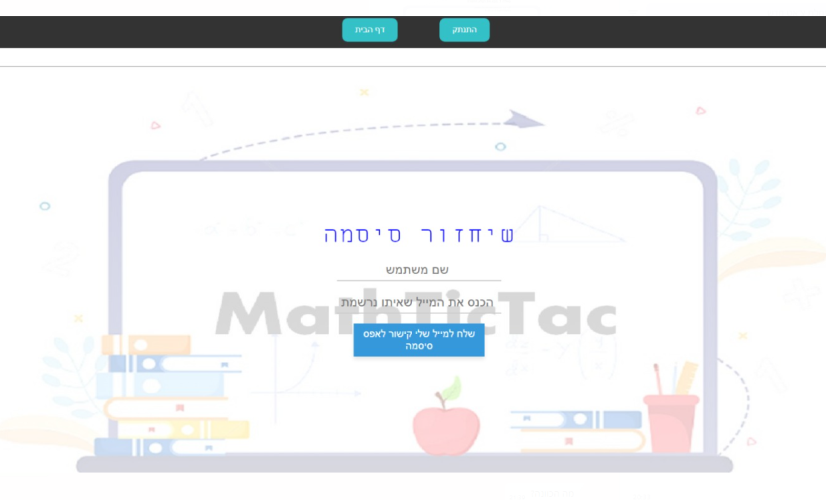 התנתק
דף הבית
שיחזור סיסמה
שם משתמש
הכנס את המייל שאיתו נרשמת
MathTicTac
שלח למייל שלי קישור לאפס
סיסמה